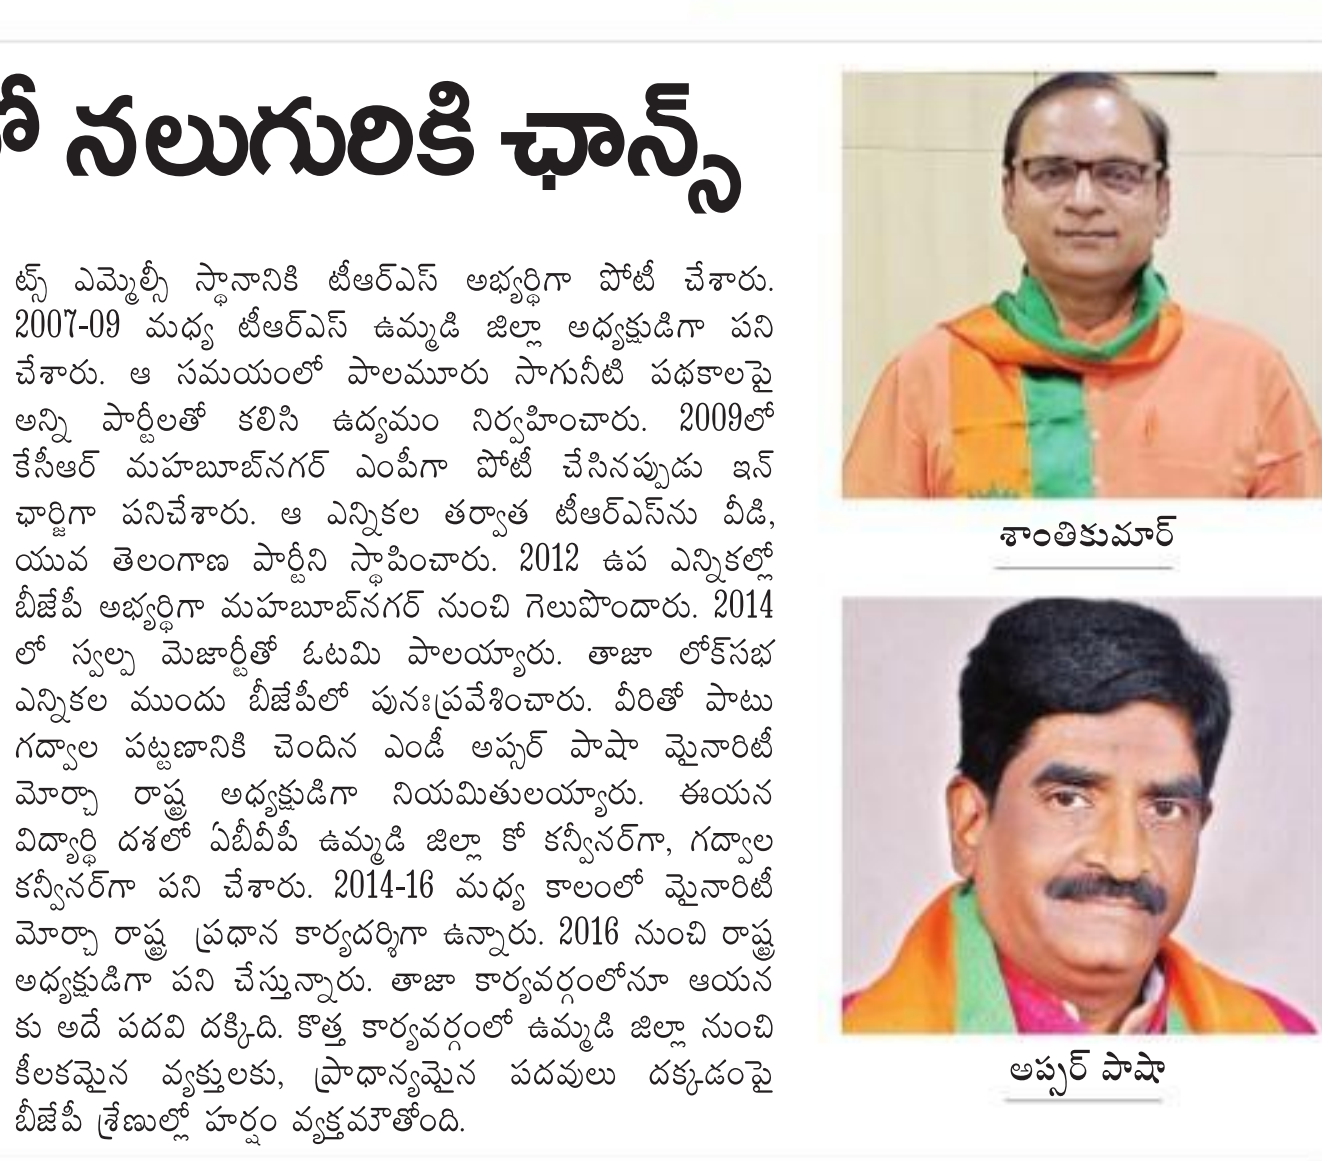 నలుగురికి ఛాన్స్
ట్స్ ఎమ్మెల్సీ స్థానానికి టీఆర్ఎస్ అభ్యర్థిగా పోటీ చేశారు.
2007-09 మధ్య టీఆర్ఎస్ ఉమ్మడి జిల్లా అధ్యక్షుడిగా పని
చేశారు. ఆ సమయంలో పాలమూరు సాగునీటి పథకాలపై
అన్ని పార్టీలతో కలిసి ఉద్యమం నిర్వహించారు. 2009లో
కేసీఆర్ మహబూబ్‌నగర్ ఎంపీగా పోటీ చేసినప్పుడు ఇన్
ఛార్జిగా పనిచేశారు. ఆ ఎన్నికల తర్వాత టీఆర్ఎస్‌ను వీడి,
యువ తెలంగాణ పార్టీని స్థాపించారు. 2012 ఉప ఎన్నికల్లో
బీజేపీ అభ్యర్థిగా మహబూబ్‌నగర్ నుంచి గెలుపొందారు. 2014
లో స్వల్ప మెజార్టీతో ఓటమి పాలయ్యారు. తాజా లోక్‌సభ
ఎన్నికల ముందు బీజేపీలో పునఃప్రవేశించారు. వీరితో పాటు
గద్వాల పట్టణానికి చెందిన ఎండీ అప్సర్ పాషా మైనారిటీ
మోర్చా రాష్ట్ర అధ్యక్షుడిగా నియమితులయ్యారు. ఈయన
విద్యార్థి దశలో ఏబీవీపీ ఉమ్మడి జిల్లా కో కన్వీనర్‌గా, గద్వాల
కన్వీనర్‌గా పని చేశారు. 2014-16 మధ్య కాలంలో మైనారిటీ
మోర్చా రాష్ట్ర ప్రధాన కార్యదర్శిగా ఉన్నారు. 2016 నుంచి రాష్ట్ర
అధ్యక్షుడిగా పని చేస్తున్నారు. తాజా కార్యవర్గంలోనూ ఆయన
కు అదే పదవి దక్కిది. కొత్త కార్యవర్గంలో ఉమ్మడి జిల్లా నుంచి
కీలకమైన వ్యక్తులకు, ప్రాధాన్యమైన పదవులు దక్కడంపై
బీజేపీ శ్రేణుల్లో హర్షం వ్యక్తమౌతోంది.
శాంతికుమార్
అప్సర్ పాషా